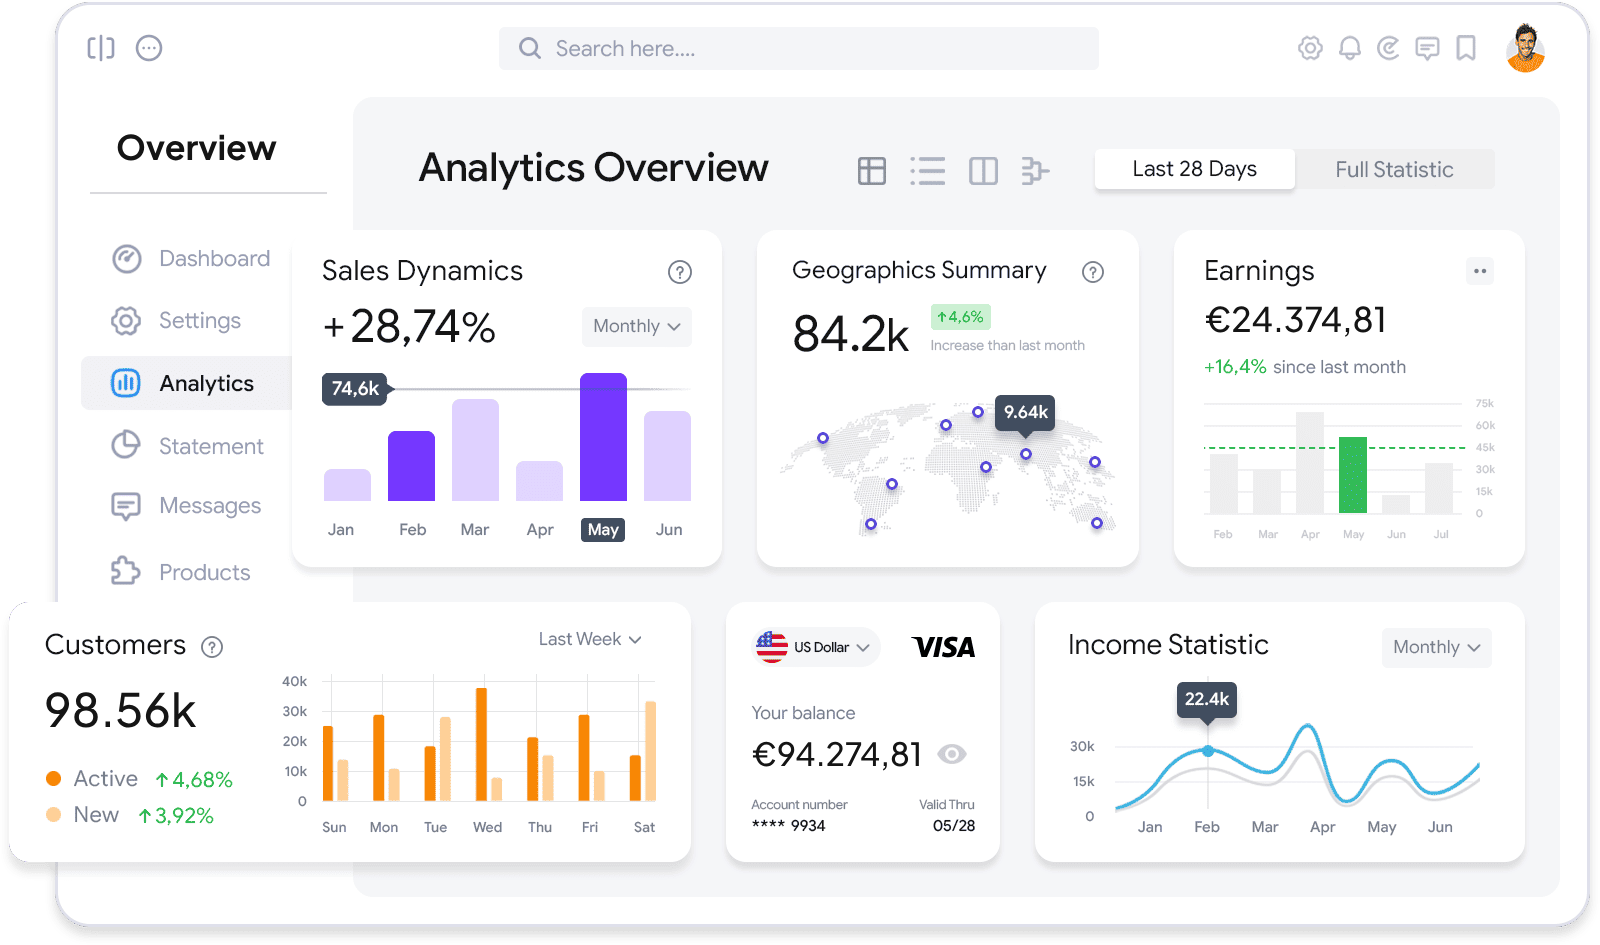 Search here....
Overview
Dashboard
Settings
Analytics
Statement
Messages
Products
Analytics Overview
Last 28 Days
Full Statistic
Sales Dynamics
+28,74%
Monthly
74,6k
Jan Feb Mar Apr May Jun
Geographics Summary
84.2k
4,6%
Increase than last month
9.64k
Earnings
€24.374,81
+16,4% since last month
75k
60k
45k
30k
15k
0
Feb Mar Apr May Jun Jul
Customers
Last Week
98.56k
Active 4,68%
New 3,92%
40k
30k
20k
10k
0
Sun Mon Tue Wed Thu Fri Sat
US Dollar
VISA
Your balance
€94.274,81
Account number Valid Thru
**** 9934 05/28
Income Statistic
Monthly
22.4k
30k
15k
0
Jan Feb Mar Apr May Jun